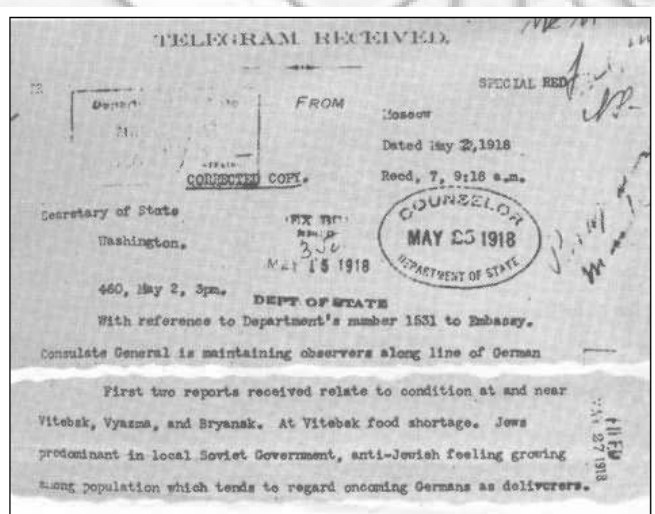 TELEGRAM RECEIVED.
SPECIAL RED
FROM
Moscow
Dated May 2, 1918
Recd, 7, 9:18 a.m.
CORRECTED COPY.
COUNSELOR
MAY 25 1918
DEPARTMENT OF STATE
Secretary of State
Washington.
MAY 15 1918
460, May 2, 3pm.
DEPT OF STATE
With reference to Department's number 1531 to Embassy.
Consulate General is maintaining observers along line of German
First two reports received relate to condition at and near
Vitebsk, Vyazma, and Bryansk. At Vitebsk food shortage. Jews
predominant in local Soviet Government, anti-Jewish feeling growing
among population which tends to regard oncoming Germans as deliverers.
FILED
MAY 27 1918